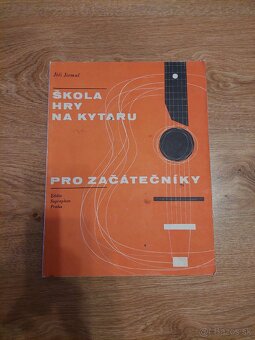 Jiří Jirmal
ŠKOLA
HRY
NA KYTARU
PRO ZAČÁTEČNÍKY
Editio
Supraphon
Praha